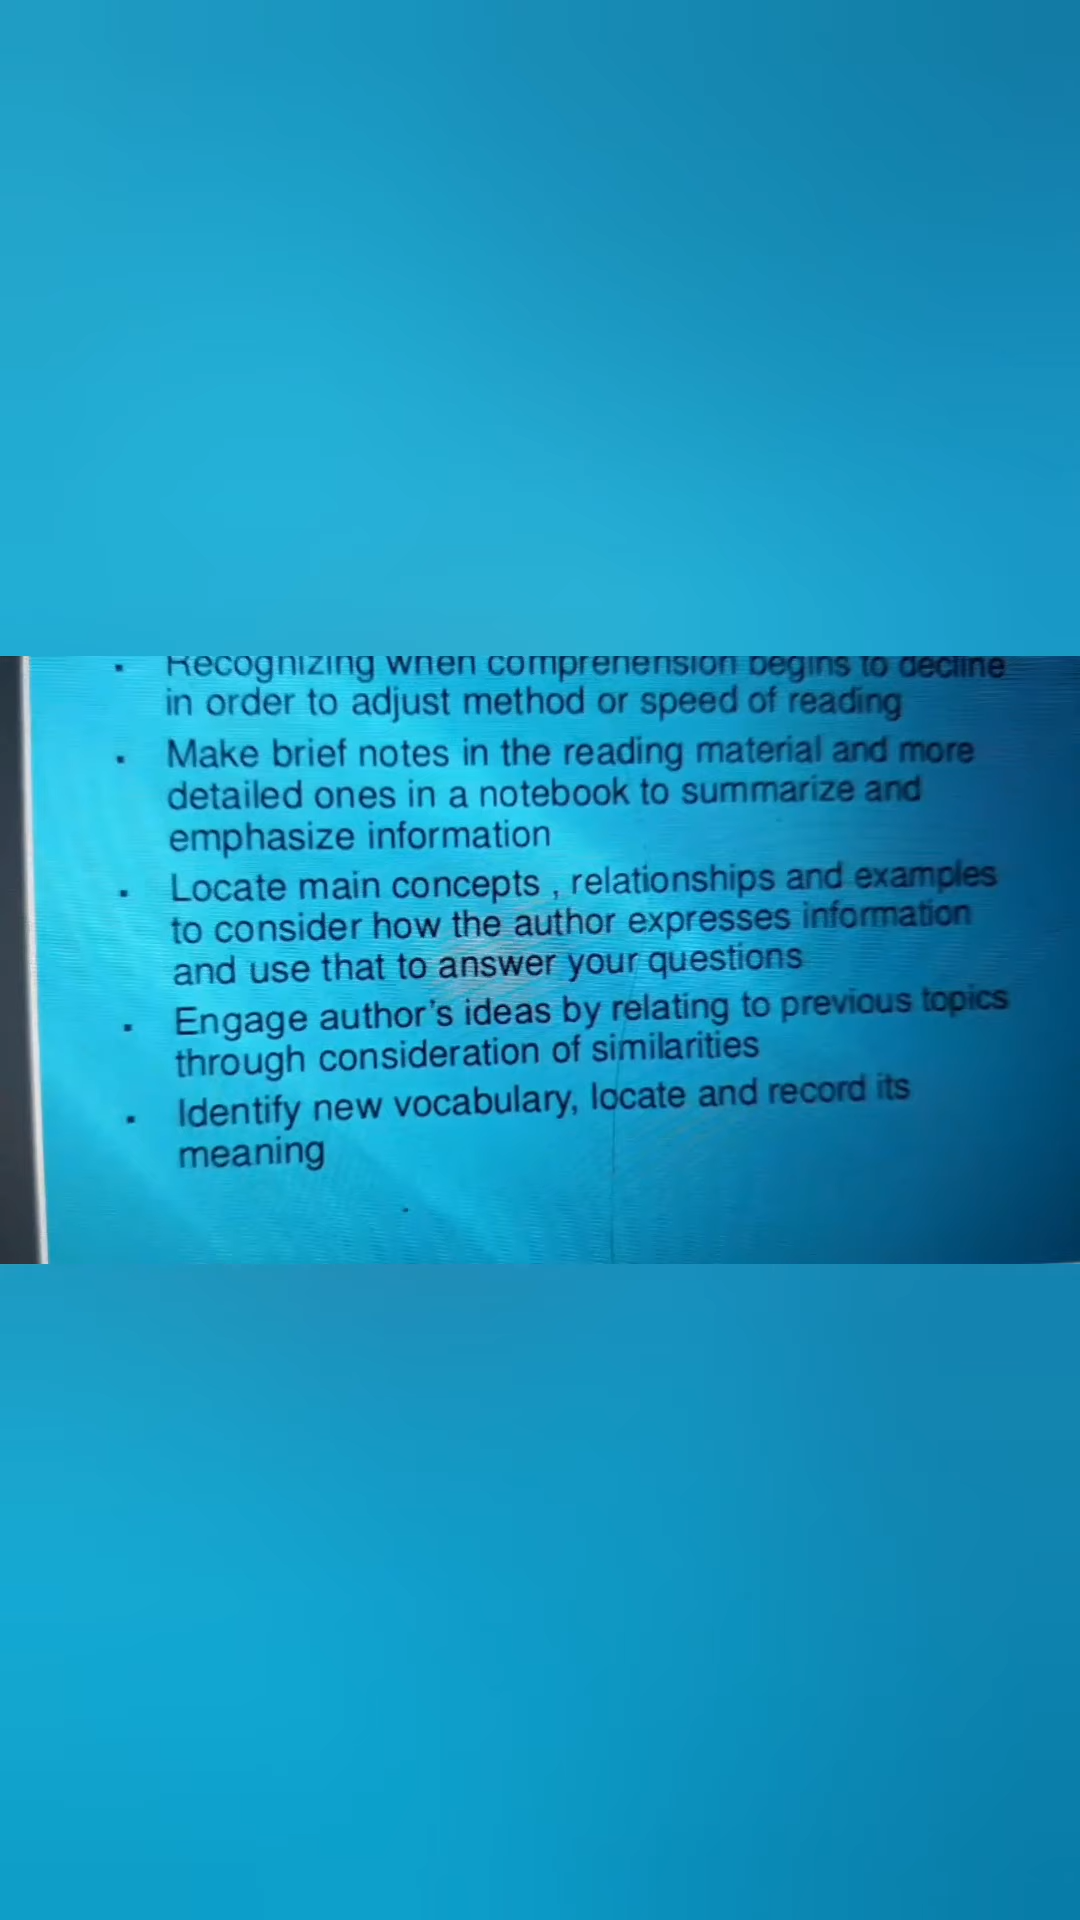 ▪ Recognizing when comprehension begins to decline
in order to adjust method or speed of reading
▪ Make brief notes in the reading material and more
detailed ones in a notebook to summarize and
emphasize information
▪ Locate main concepts , relationships and examples
to consider how the author expresses information
and use that to answer your questions
▪ Engage author's ideas by relating to previous topics
through consideration of similarities
▪ Identify new vocabulary, locate and record its
meaning